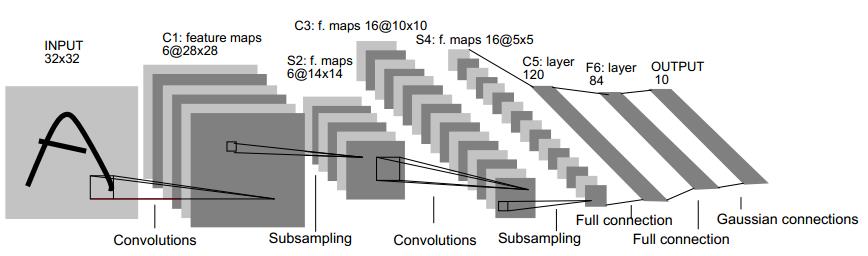 INPUT
32x32
C1: feature maps
6@28x28
S2: f. maps
6@14x14
C3: f. maps 16@10x10
S4: f. maps 16@5x5
C5: layer
120
F6: layer
84
OUTPUT
10
Convolutions
Subsampling
Convolutions
Subsampling
Full connection
Full connection
Gaussian connections